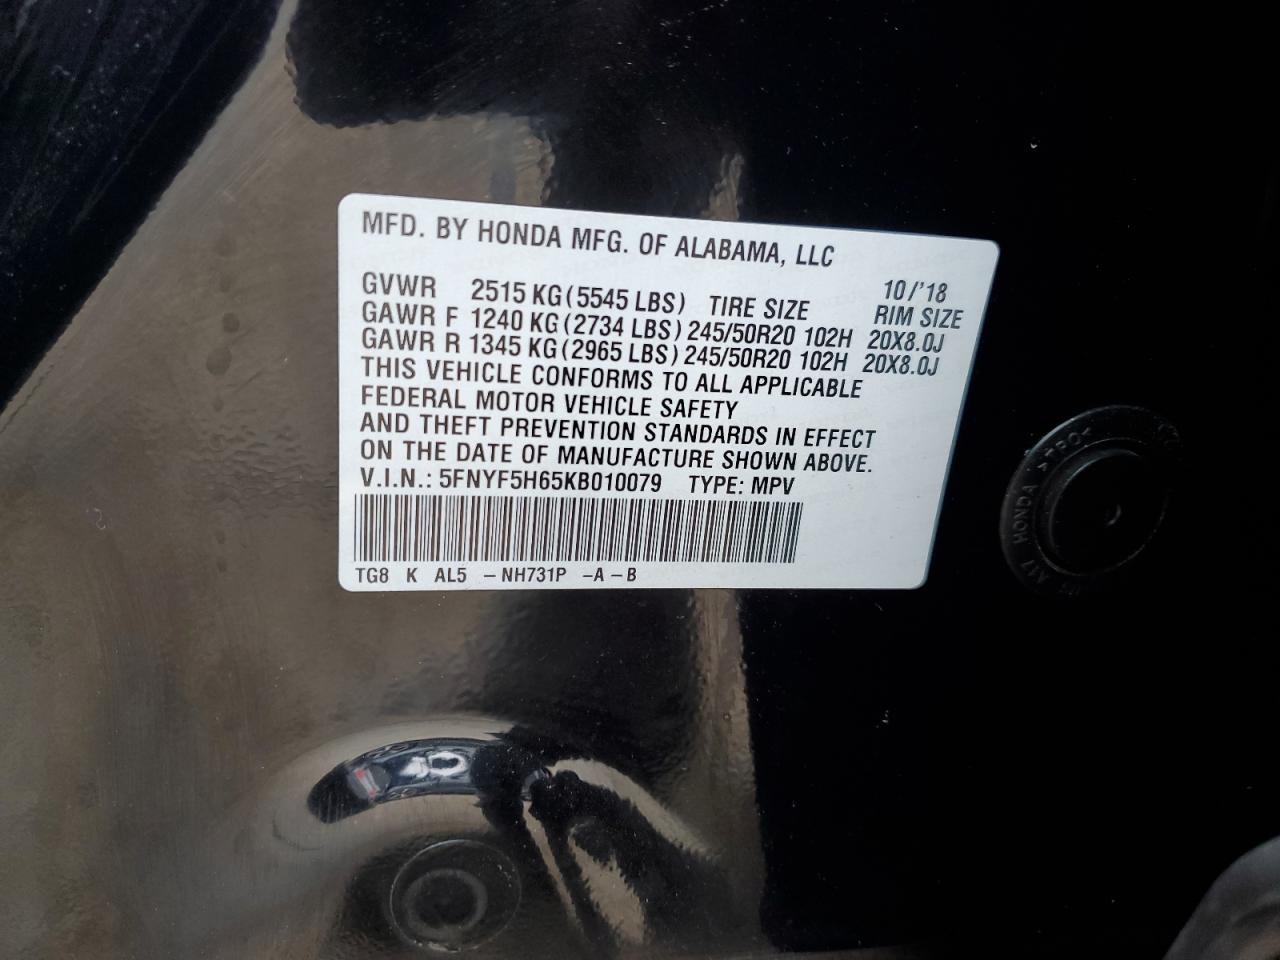 MFD. BY HONDA MFG. OF ALABAMA, LLC
10/'18
GVWR 2515 KG (5545 LBS) TIRE SIZE RIM SIZE
GAWR F 1240 KG (2734 LBS) 245/50R20 102H 20X8.0J
GAWR R 1345 KG (2965 LBS) 245/50R20 102H 20X8.0J
THIS VEHICLE CONFORMS TO ALL APPLICABLE
FEDERAL MOTOR VEHICLE SAFETY
AND THEFT PREVENTION STANDARDS IN EFFECT
ON THE DATE OF MANUFACTURE SHOWN ABOVE.
V.I.N.: 5FNYF5H65KB010079 TYPE: MPV
TG8 K AL5 - NH731P - A - B
HONDA >TPO<